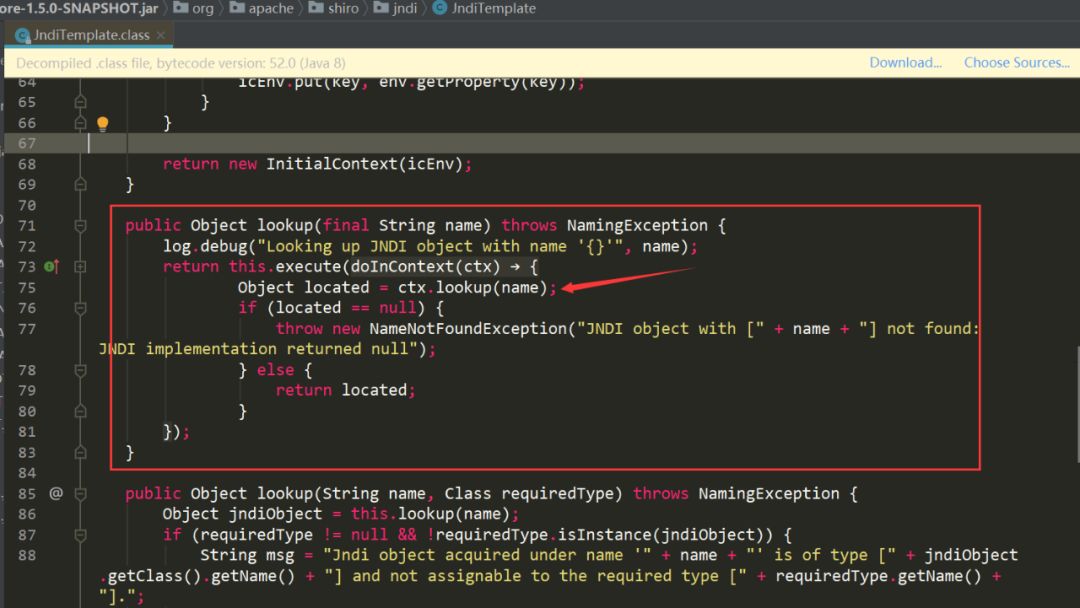 ore-1.5.0-SNAPSHOT.jar org apache shiro jndi JndiTemplate
JndiTemplate.class
Decompiled .class file, bytecode version: 52.0 (Java 8) Download... Choose Sources...
64 icEnv.put(key, env.getProperty(key));
65 }
66 }
67
68 return new InitialContext(icEnv);
69 }
70
71 public Object lookup(final String name) throws NamingException {
72 log.debug("Looking up JNDI object with name '{}'", name);
73 return this.execute(doInContext(ctx) → {
75 Object located = ctx.lookup(name);
76 if (located == null) {
77 throw new NameNotFoundException("JNDI object with [" + name + "] not found:
JNDI implementation returned null");
78 } else {
79 return located;
80 }
81 });
83 }
84
85 @ public Object lookup(String name, Class requiredType) throws NamingException {
86 Object jndiObject = this.lookup(name);
87 if (requiredType != null && !requiredType.isInstance(jndiObject)) {
88 String msg = "Jndi object acquired under name '" + name + "' is of type [" + jndiObject
.getClass().getName() + "] and not assignable to the required type [" + requiredType.getName() +
"].";